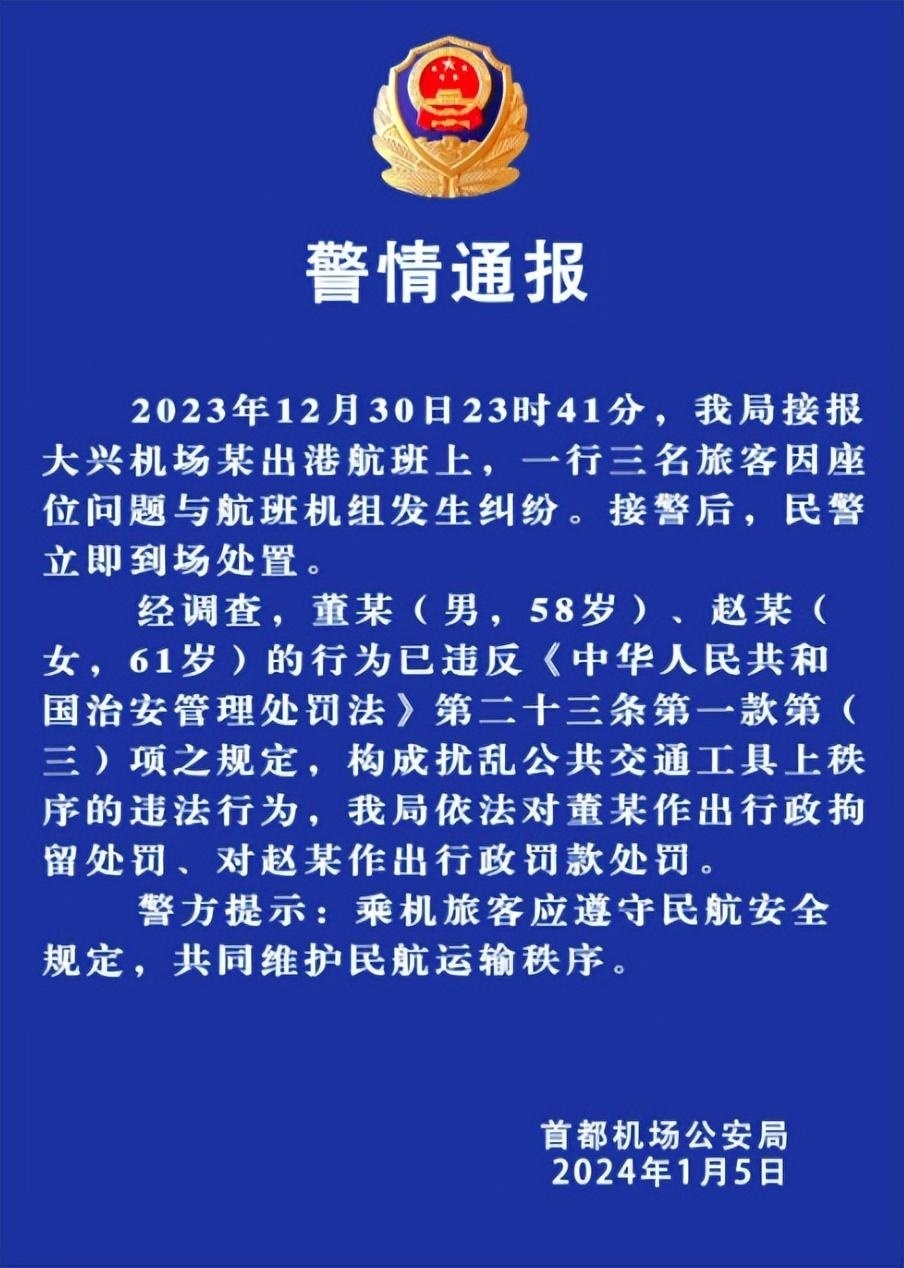 警情通报
2023年12月30日23时41分，我局接报
大兴机场某出港航班上，一行三名旅客因座
位问题与航班机组发生纠纷。接警后，民警
立即到场处置。
经调查，董某（男，58岁）、赵某（
女，61岁）的行为已违反《中华人民共和
国治安管理处罚法》第二十三条第一款第（
三）项之规定，构成扰乱公共交通工具上秩
序的违法行为，我局依法对董某作出行政拘
留处罚、对赵某作出行政罚款处罚。
警方提示：乘机旅客应遵守民航安全
规定，共同维护民航运输秩序。
首都机场公安局
2024年1月5日